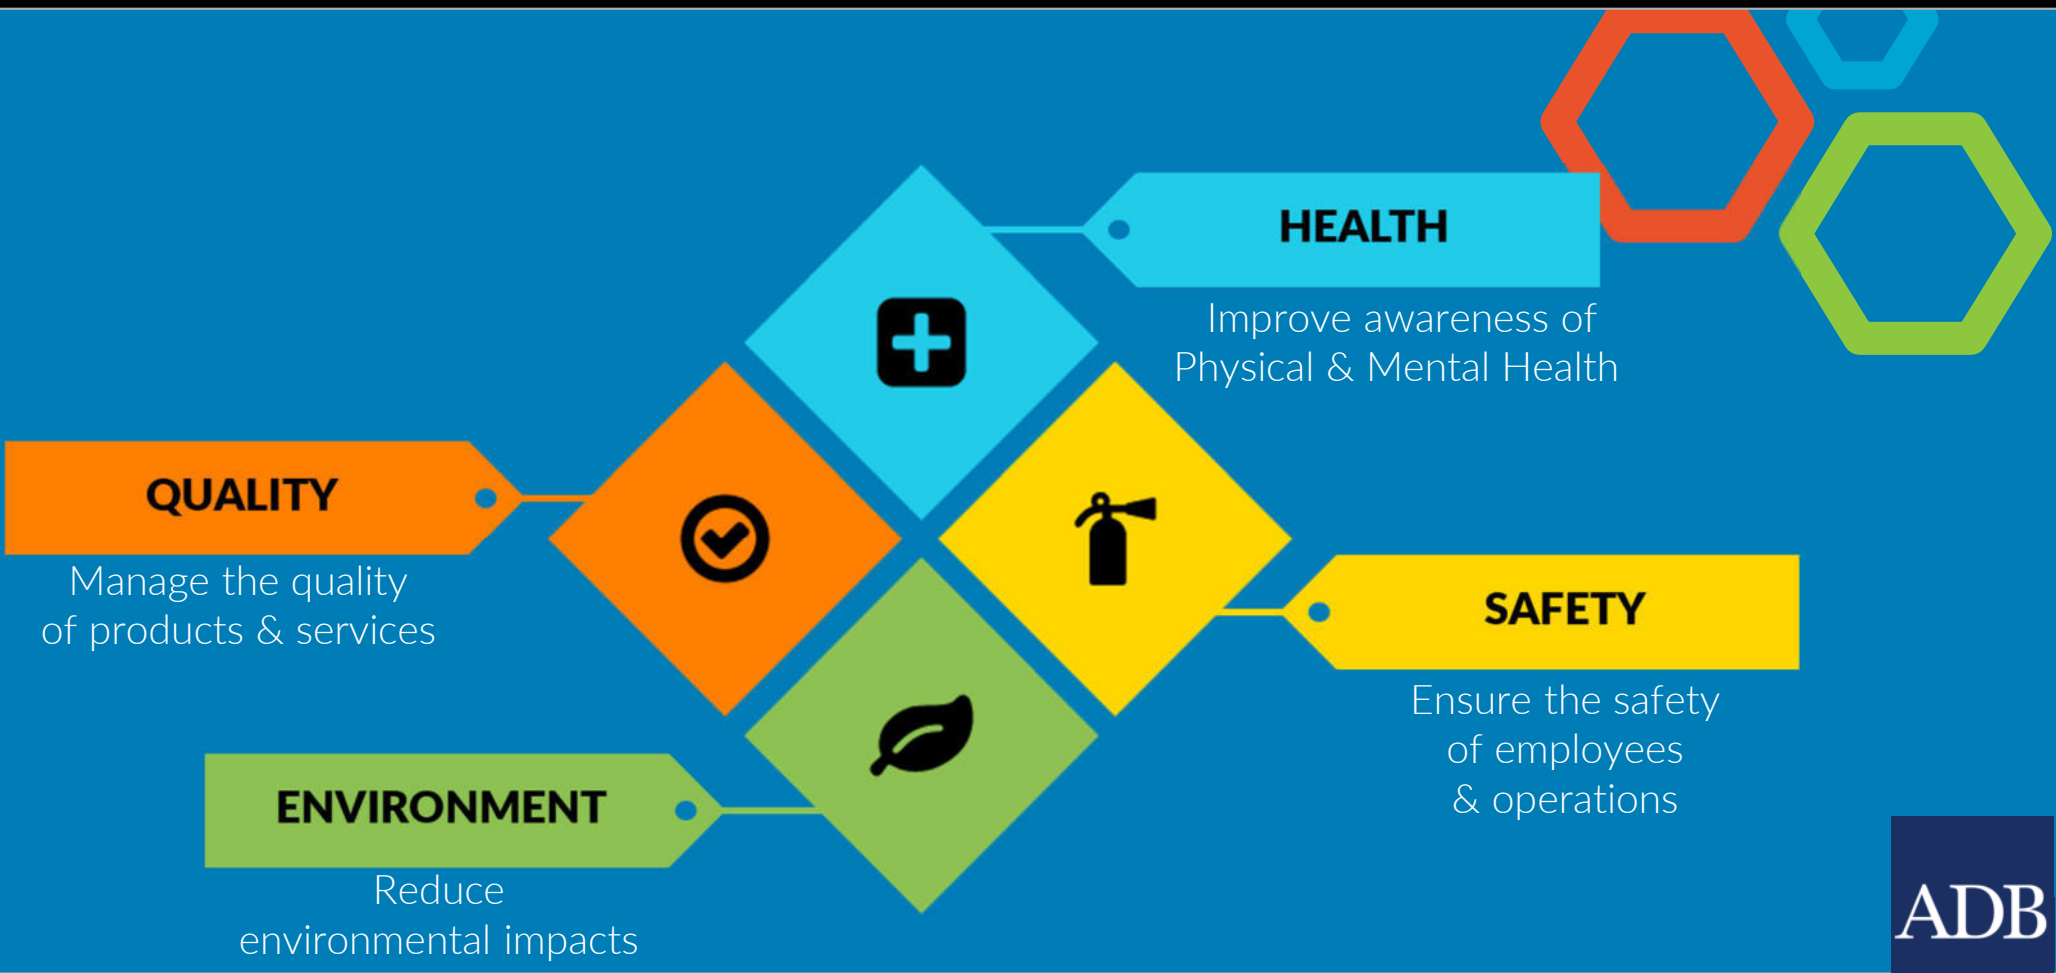 HEALTH
Improve awareness of
Physical & Mental Health
QUALITY
Manage the quality
of products & services
SAFETY
Ensure the safety
of employees
& operations
ENVIRONMENT
Reduce
environmental impacts
ADB